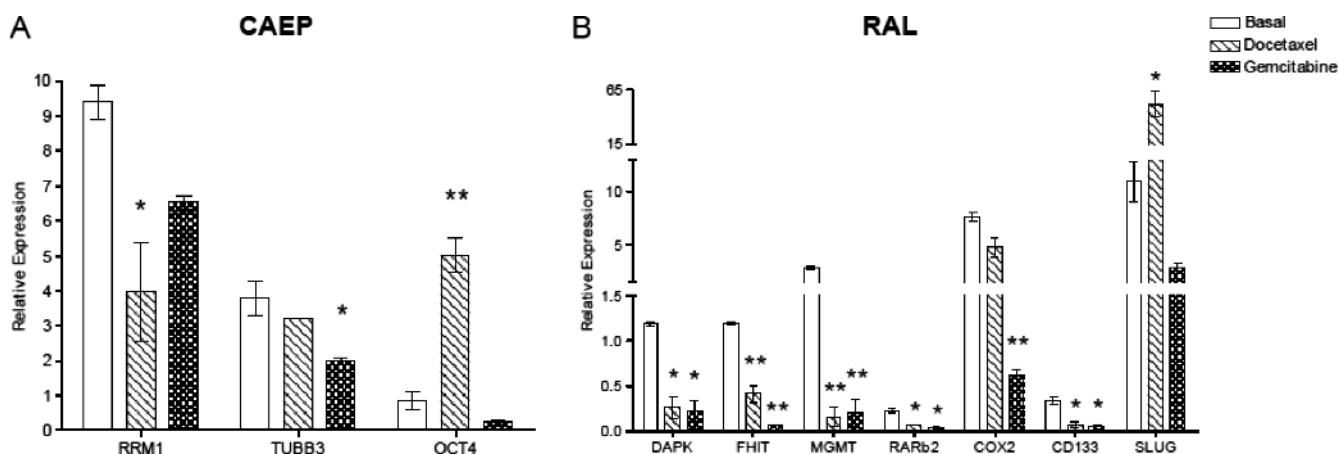 A
CAEP
B
RAL
Basal
Docetaxel
Gemcitabine
Relative Expression
10
9
8
7
6
5
4
3
2
1
0
*
**
*
RRM1
TUBB3
OCT4
Relative Expression
65
15
10
5
1.5
1.0
0.5
0.0
*
*
*
**
**
**
**
*
*
**
*
*
DAPK
FHIT
MGMT
RARb2
COX2
CD133
SLUG